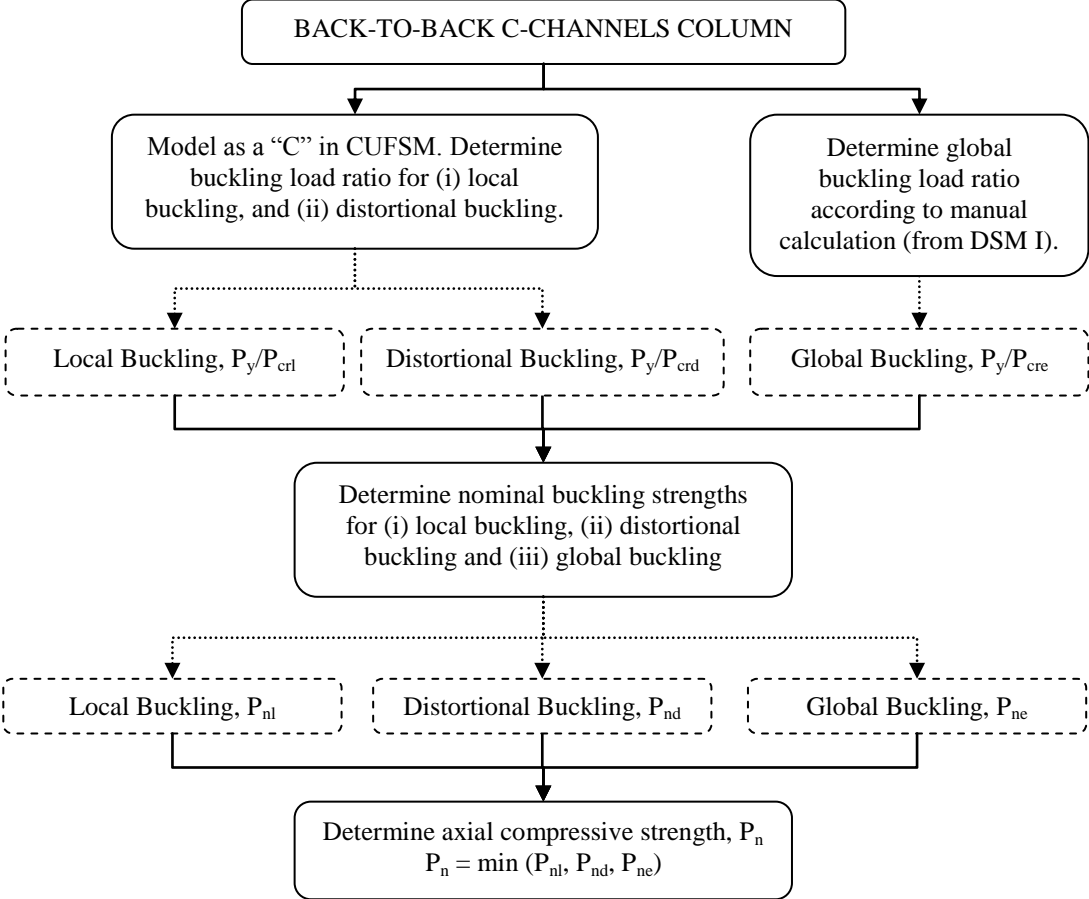 BACK-TO-BACK C-CHANNELS COLUMN
Model as a “C” in CUFSM. Determine
buckling load ratio for (i) local
buckling, and (ii) distortional buckling.
Determine global
buckling load ratio
according to manual
calculation (from DSM I).
Local Buckling, Py/Pcrl
Distortional Buckling, Py/Pcrd
Global Buckling, Py/Pcre
Determine nominal buckling strengths
for (i) local buckling, (ii) distortional
buckling and (iii) global buckling
Local Buckling, Pnl
Distortional Buckling, Pnd
Global Buckling, Pne
Determine axial compressive strength, Pn
Pn = min (Pnl, Pnd, Pne)